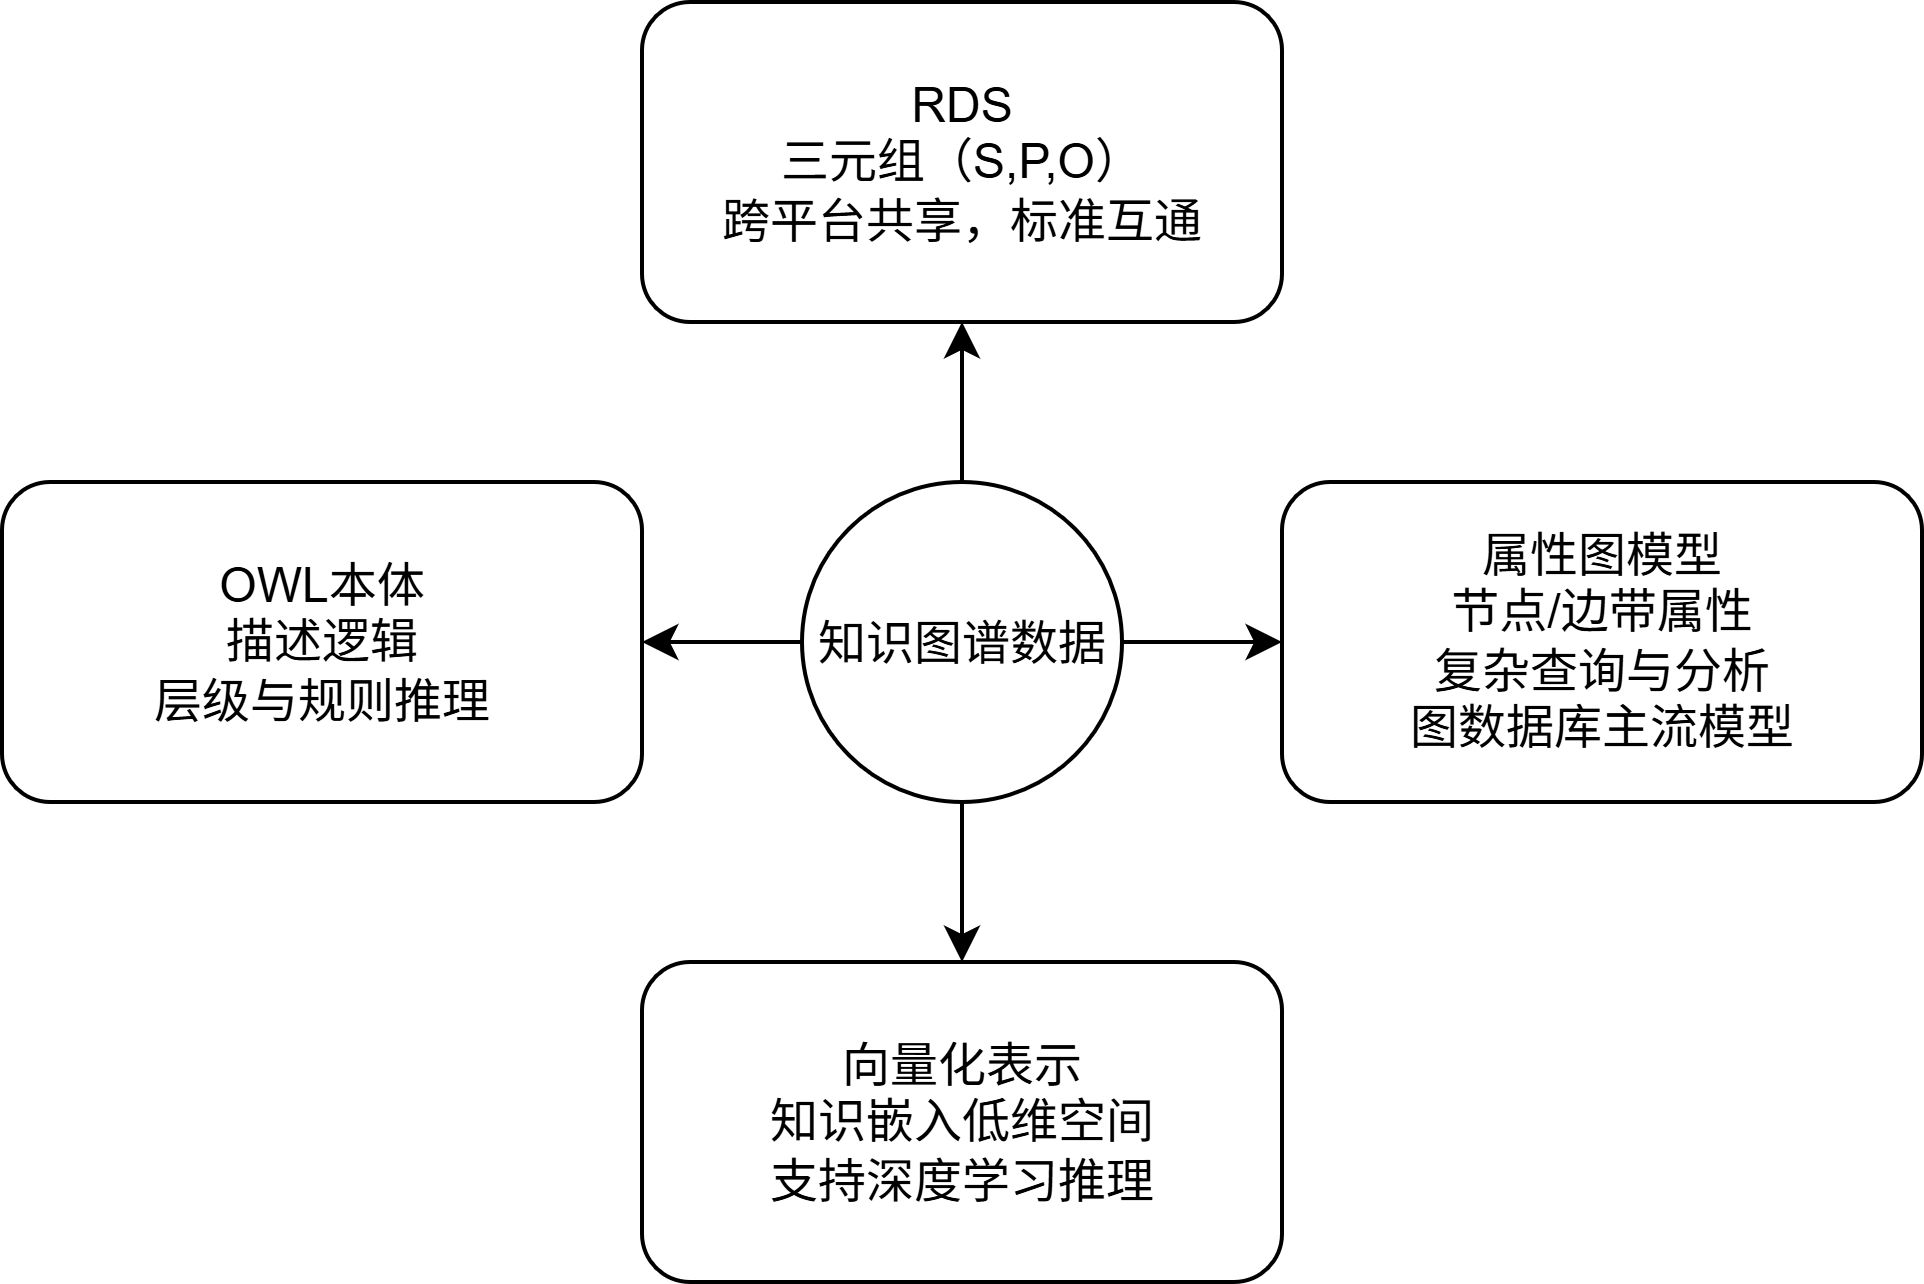 RDS
三元组（S,P,O）
跨平台共享，标准互通
OWL本体
描述逻辑
层级与规则推理
知识图谱数据
属性图模型
节点/边带属性
复杂查询与分析
图数据库主流模型
向量化表示
知识嵌入低维空间
支持深度学习推理